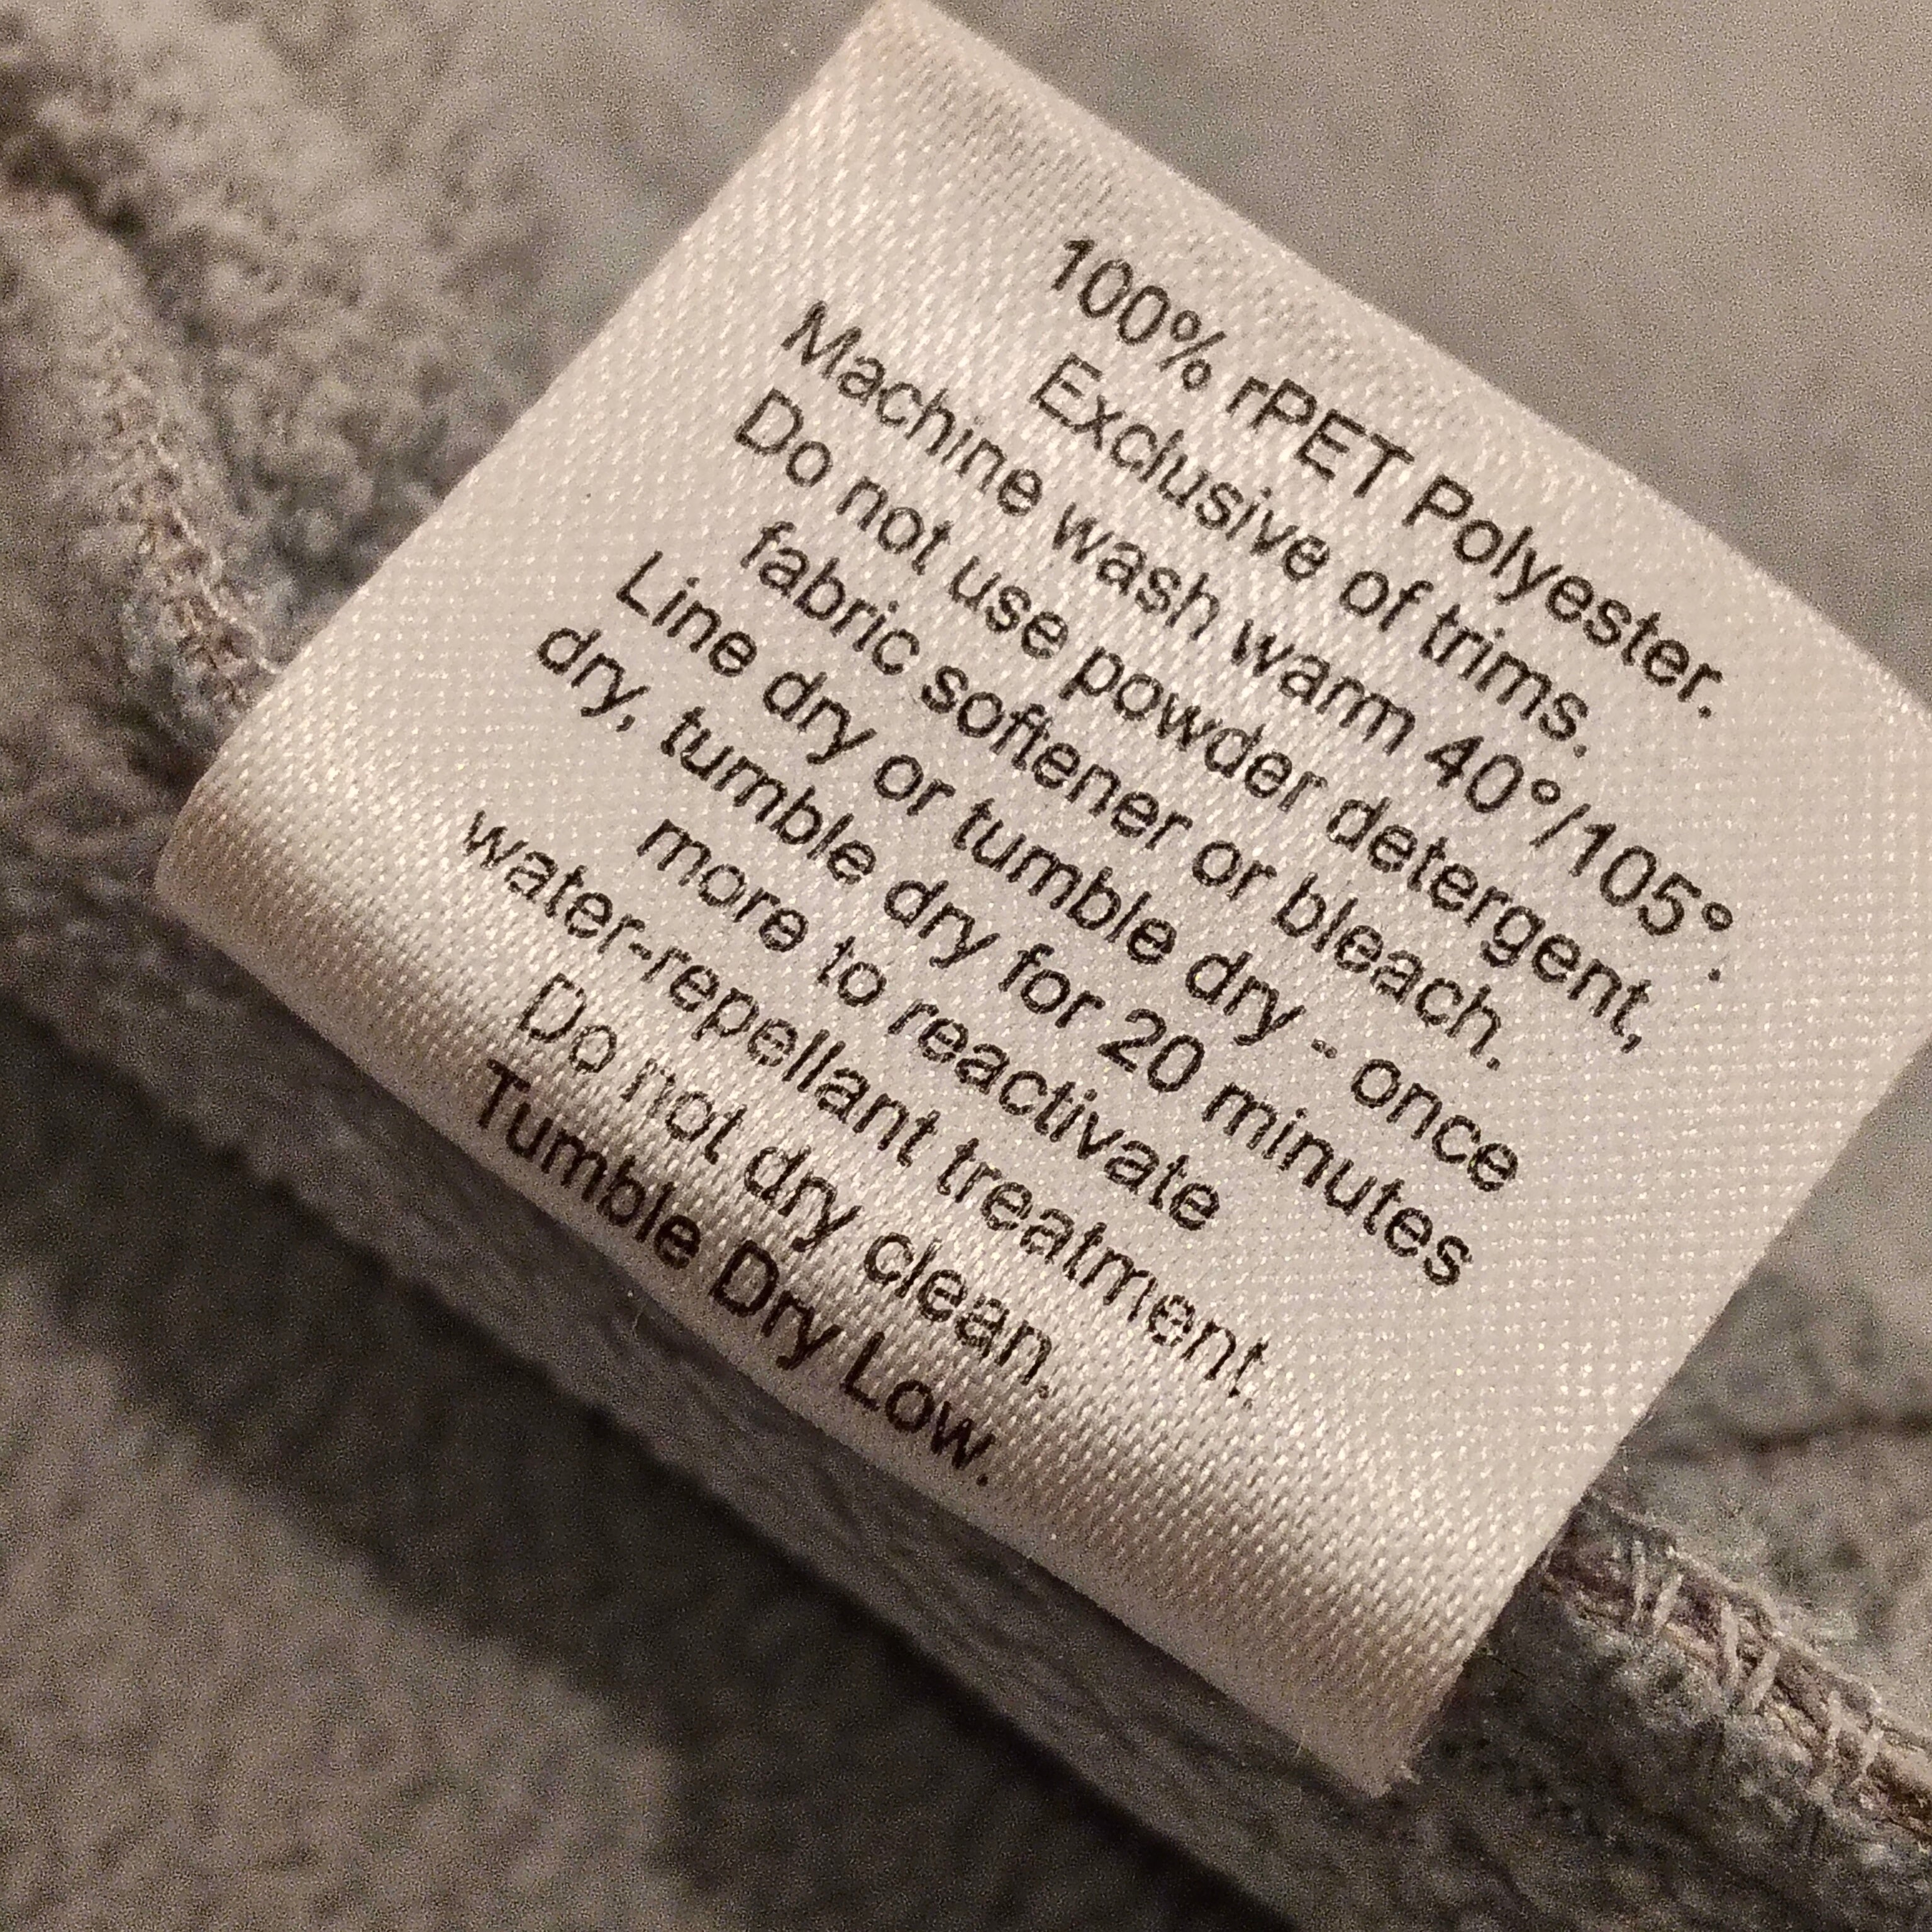 100% rPET Polyester.
Exclusive of trims.
Machine wash warm 40°/105°.
Do not use powder detergent,
fabric softener or bleach.
Line dry or tumble dry - once
dry, tumble dry for 20 minutes
more to reactivate
water-repellant treatment.
Do not dry clean.
Tumble Dry Low.